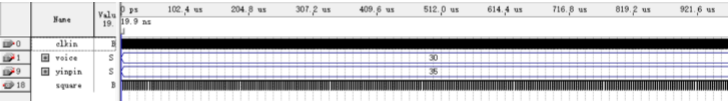 Name Valu 19. 0 ps 102.4 us 204.8 us 307.2 us 409.6 us 512.0 us 614.4 us 716.8 us 819.2 us 921.6 us
19.9 ns
0 clkin B
1 voice S 30
9 yinpin S 35
18 square B